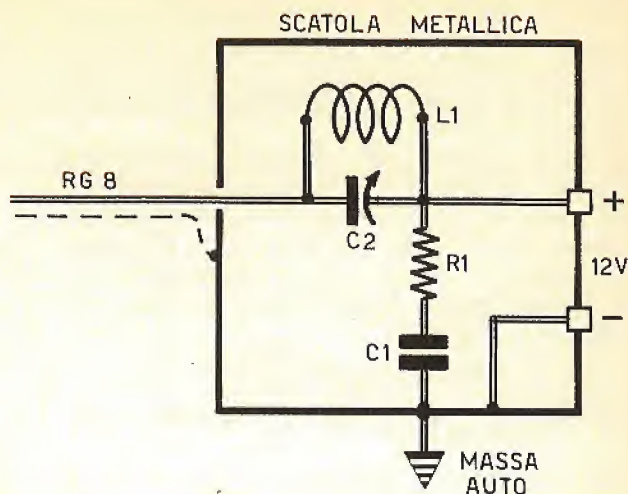 SCATOLA METALLICA
L1
RG 8
C2
+
R1
12V
-
C1
MASSA
AUTO